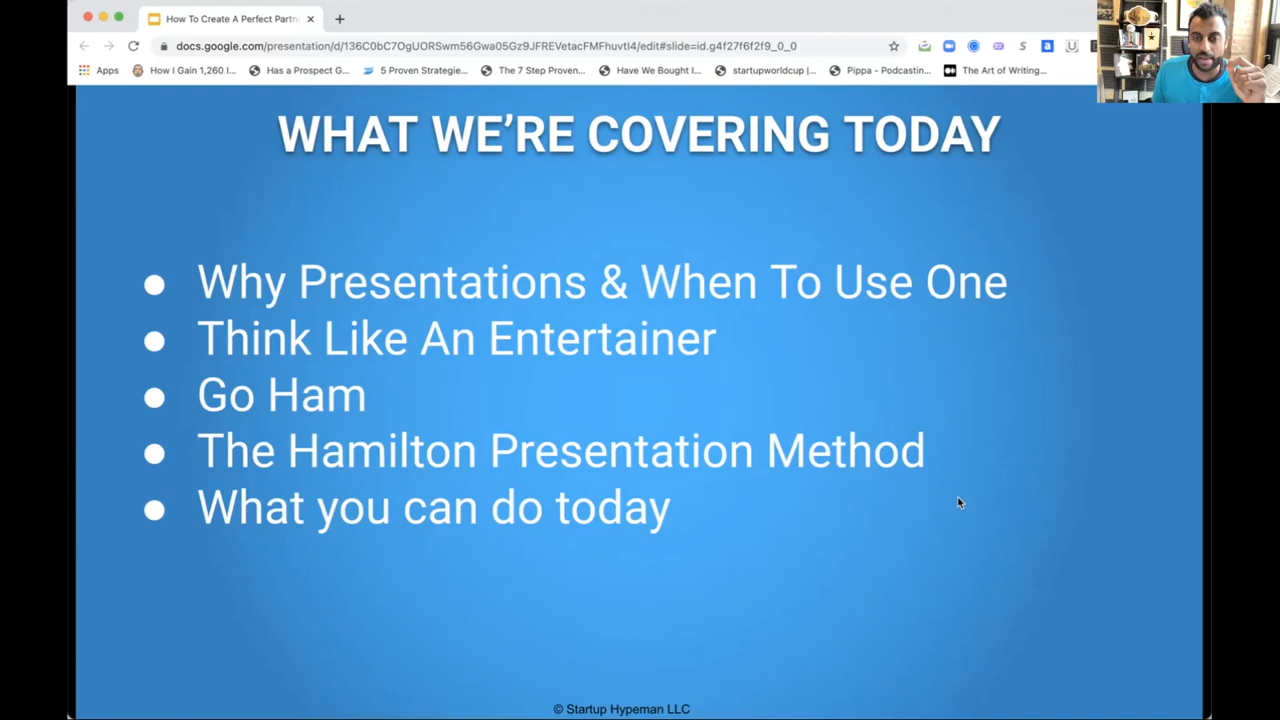 How To Create A Perfect Partn
docs.google.com/presentation/d/136C0bC7OgUORSwm56Gwa05Gz9JFREVetacFMFhuvtI4/edit#slide=id.g4f27f6f2f9_0_0
Apps
How I Gain 1,260 I...
Has a Prospect G...
5 Proven Strategie...
The 7 Step Proven...
Have We Bought I...
startupworldcup |...
Pippa - Podcastin...
The Art of Writing...
WHAT WE’RE COVERING TODAY
● Why Presentations & When To Use One
● Think Like An Entertainer
● Go Ham
● The Hamilton Presentation Method
● What you can do today
© Startup Hypeman LLC